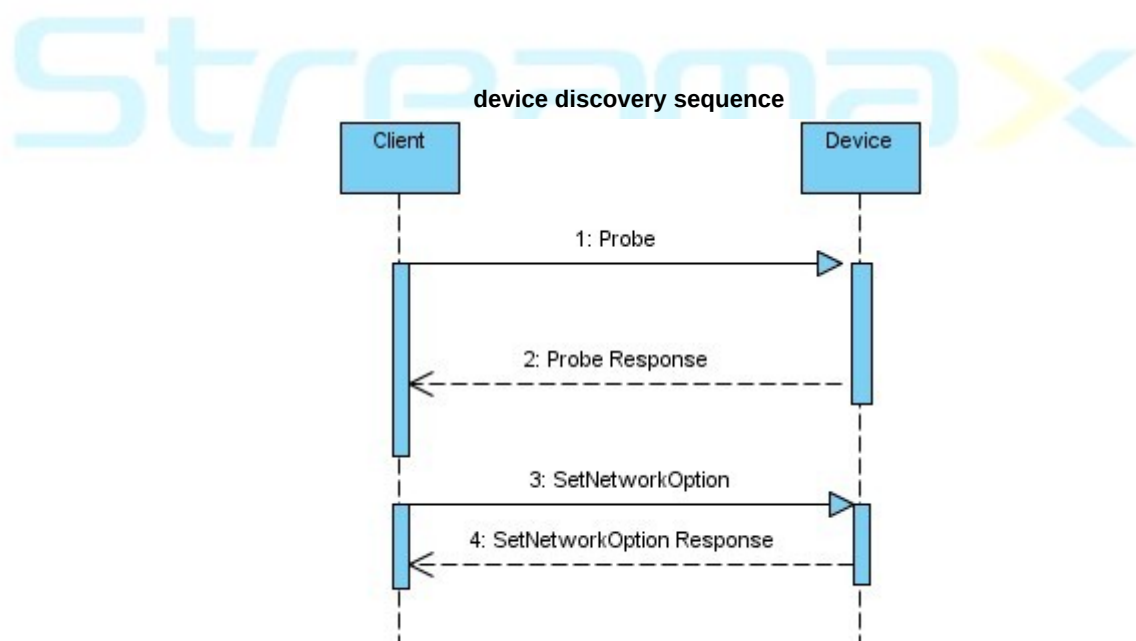 Streamax
device discovery sequence
Client
Device
1: Probe
2: Probe Response
3: SetNetworkOption
4: SetNetworkOption Response